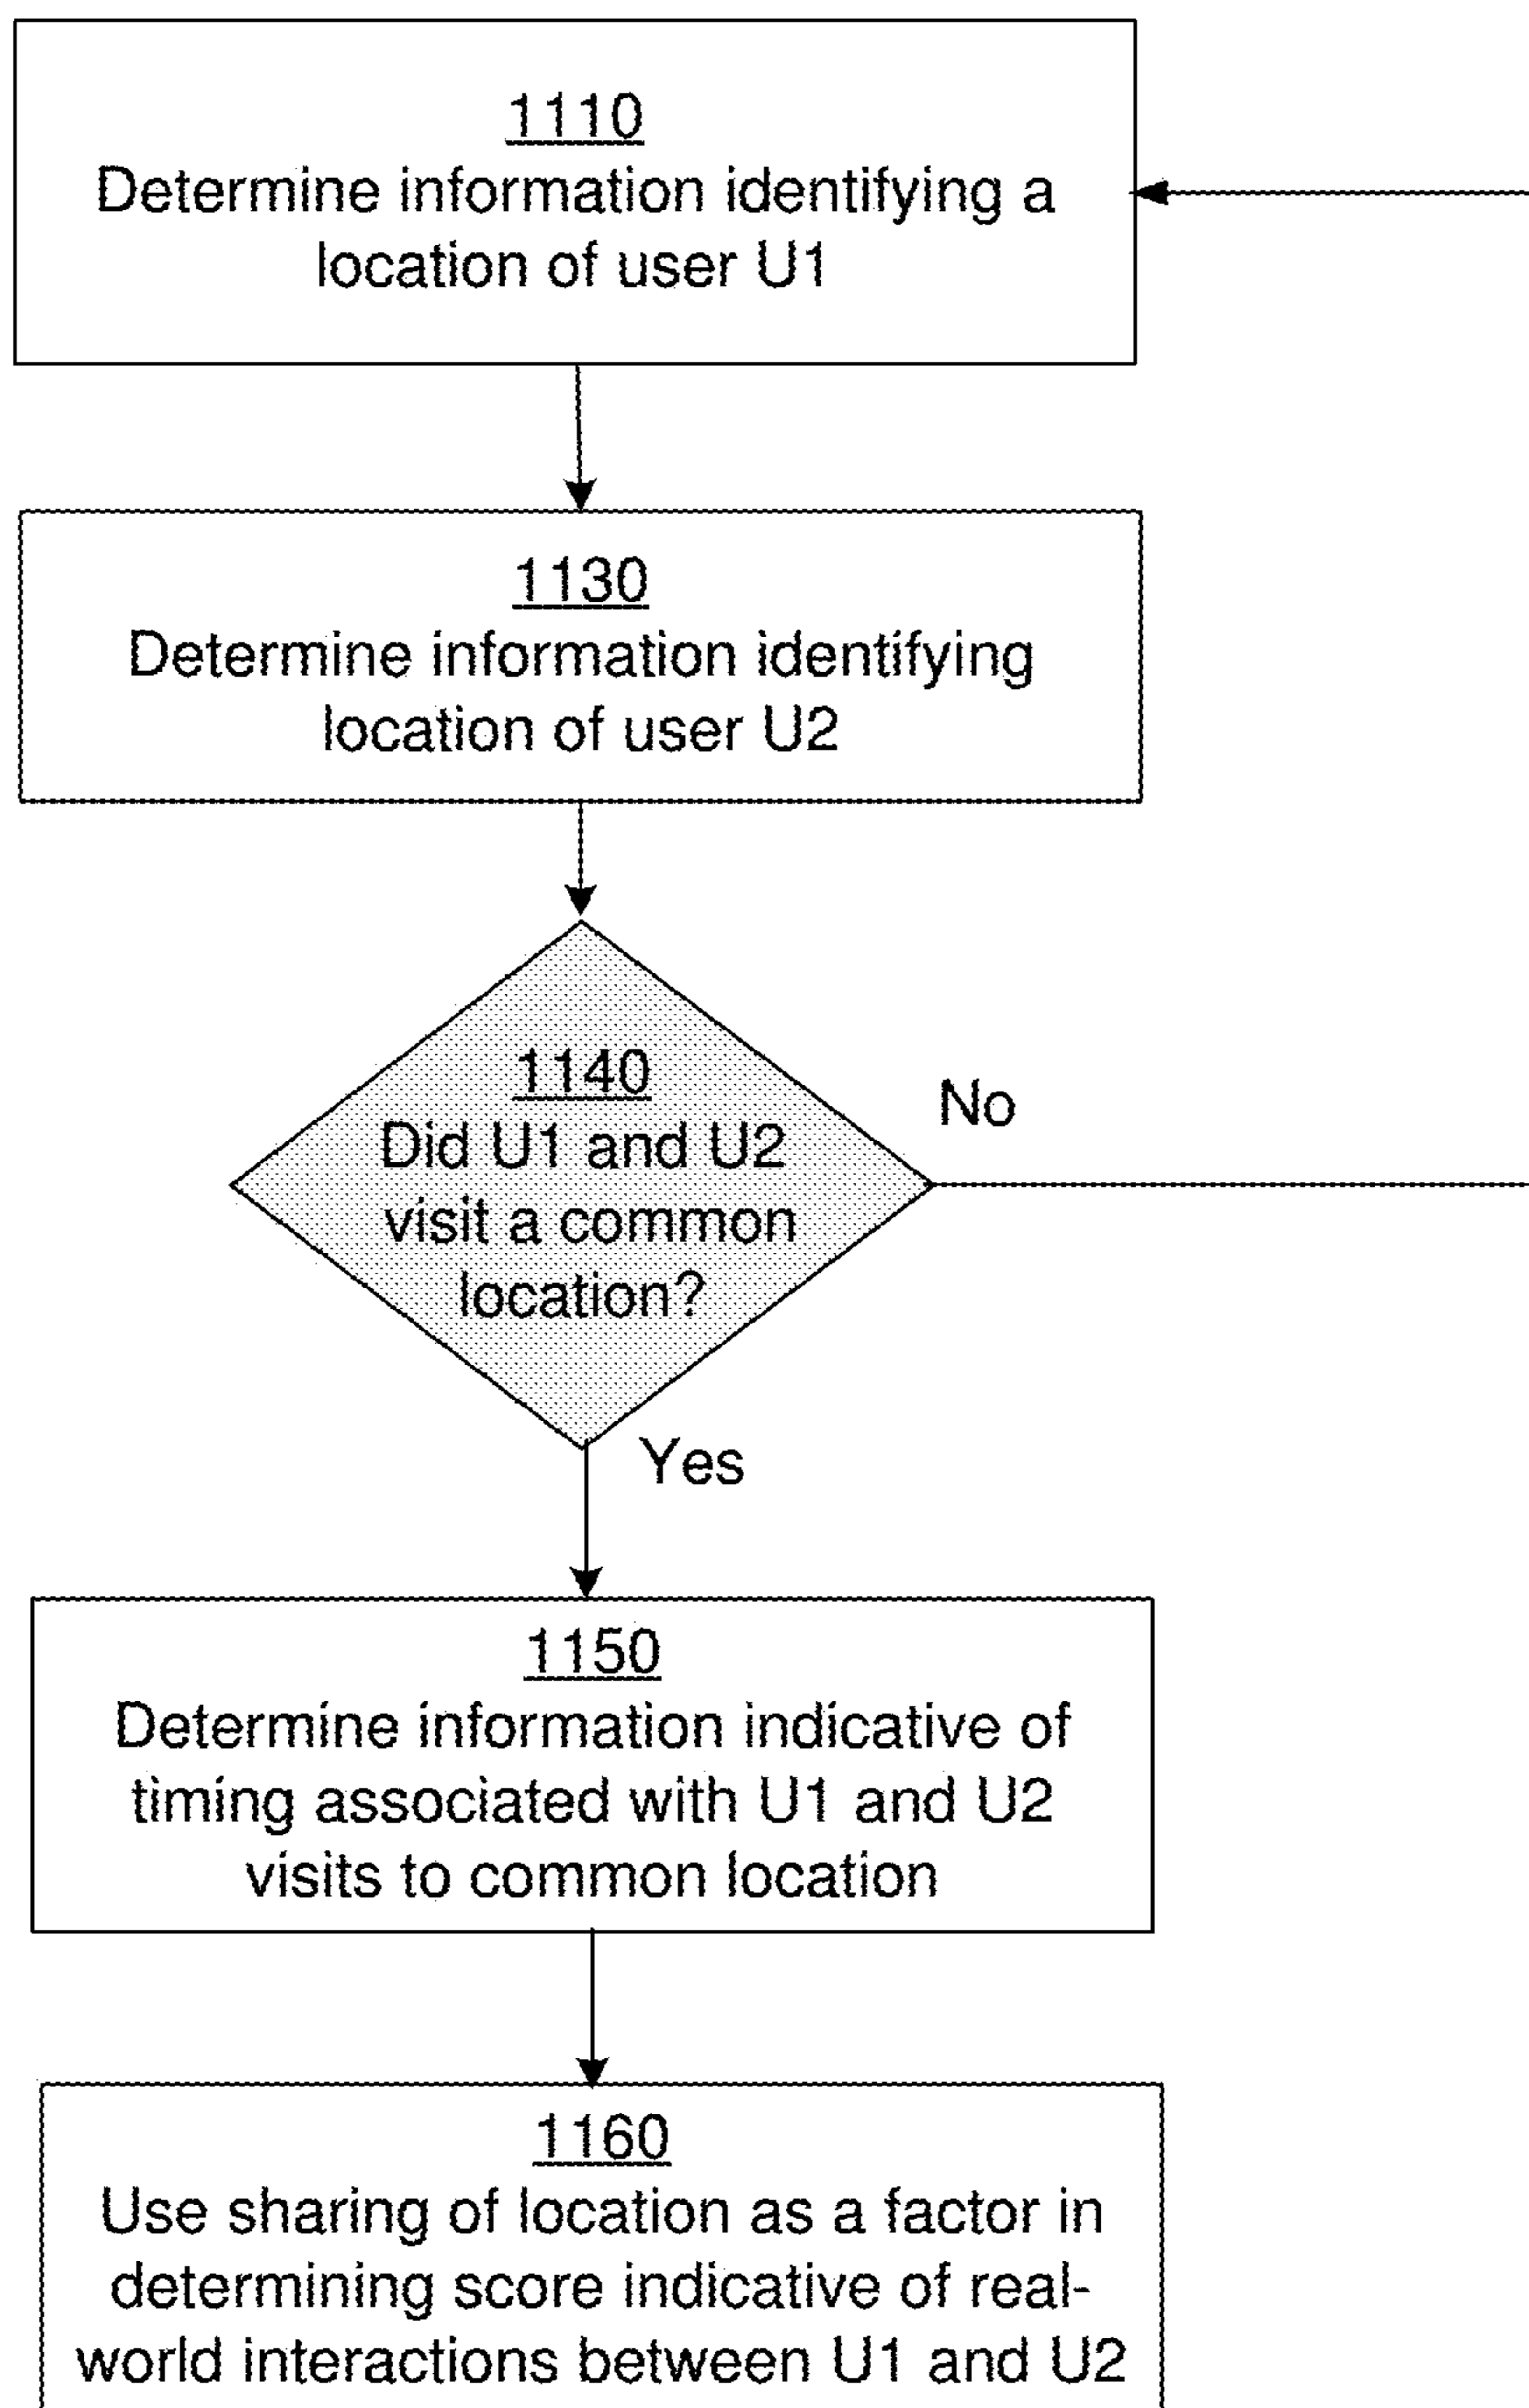 1110
Determine information identifying a
location of user U1
1130
Determine information identifying
location of user U2
1140
Did U1 and U2
visit a common
location?
No
Yes
1150
Determine information indicative of
timing associated with U1 and U2
visits to common location
1160
Use sharing of location as a factor in
determining score indicative of real-
world interactions between U1 and U2